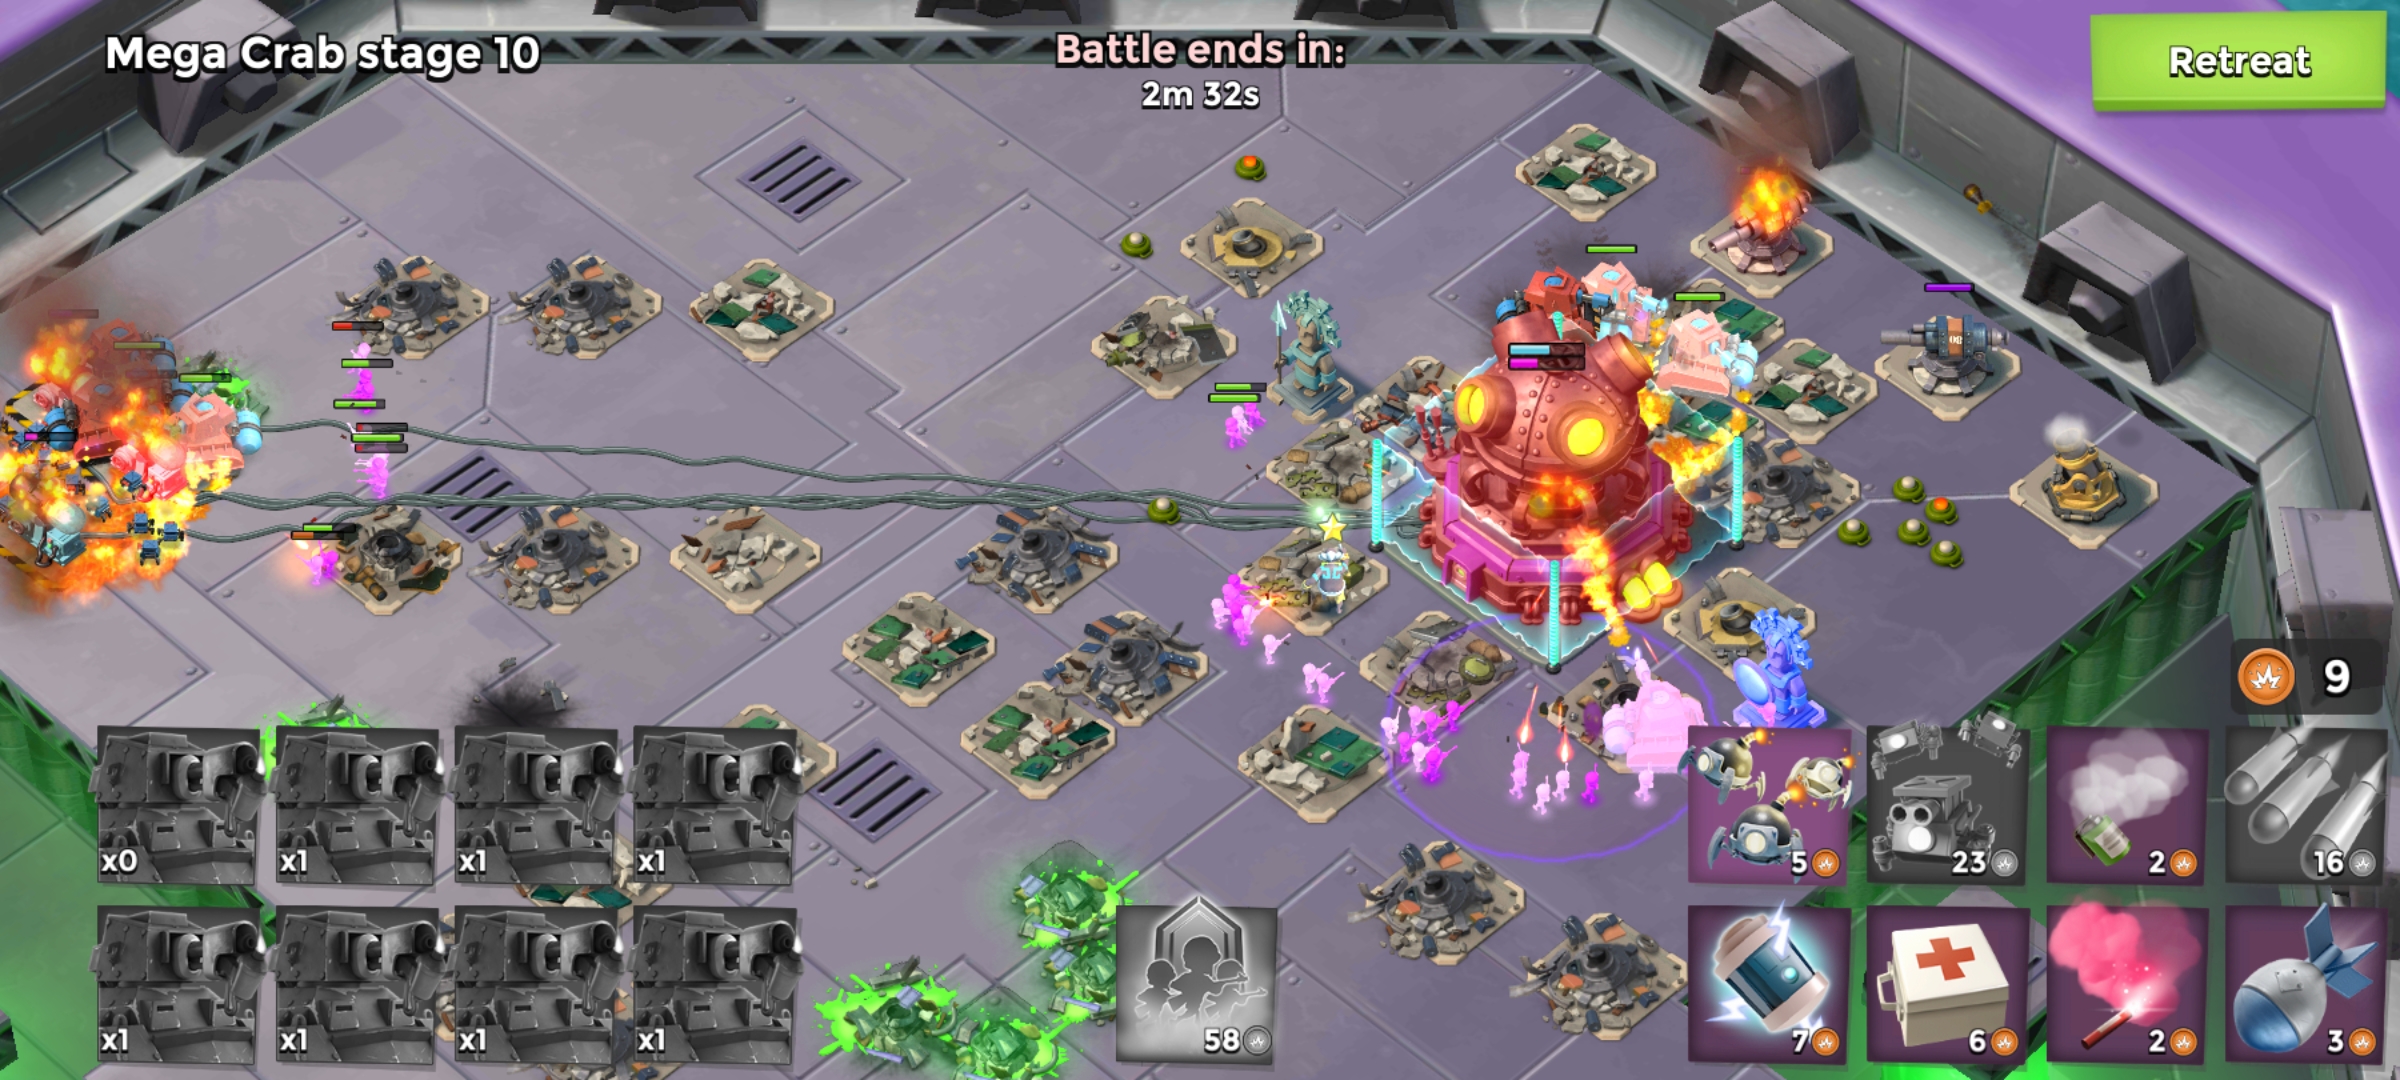 Mega Crab stage 10
Battle ends in:
2m 32s
Retreat
9
x0
x1
x1
x1
5
23
2
16
x1
x1
x1
x1
58
7
6
2
3